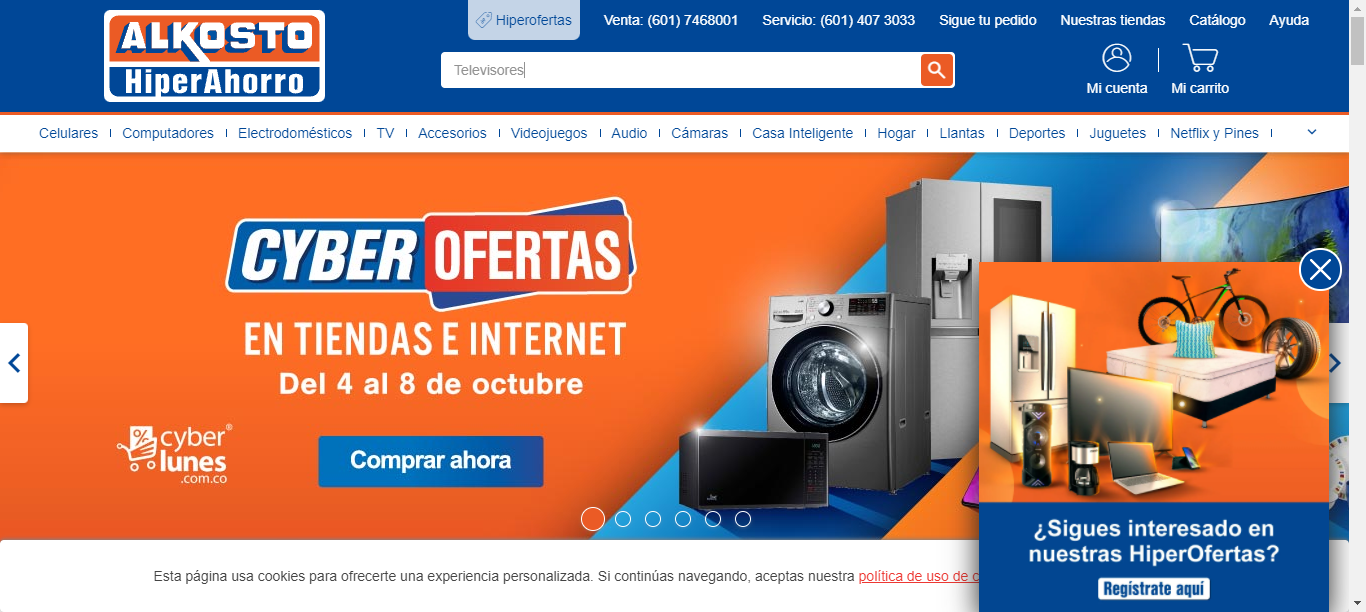 ALKOSTO
HiperAhorro
Hiperofertas
Venta: (601) 7468001
Servicio: (601) 407 3033
Sigue tu pedido
Nuestras tiendas
Catálogo
Ayuda
Televisores
Mi cuenta
Mi carrito
Celulares
Computadores
Electrodomésticos
TV
Accesorios
Videojuegos
Audio
Cámaras
Casa Inteligente
Hogar
Llantas
Deportes
Juguetes
Netflix y Pines
CYBER OFERTAS
EN TIENDAS E INTERNET
Del 4 al 8 de octubre
cyber
lunes
.com.co
Comprar ahora
¿Sigues interesado en
nuestras HiperOfertas?
Regístrate aquí
Esta página usa cookies para ofrecerte una experiencia personalizada. Si continúas navegando, aceptas nuestra política de uso de c